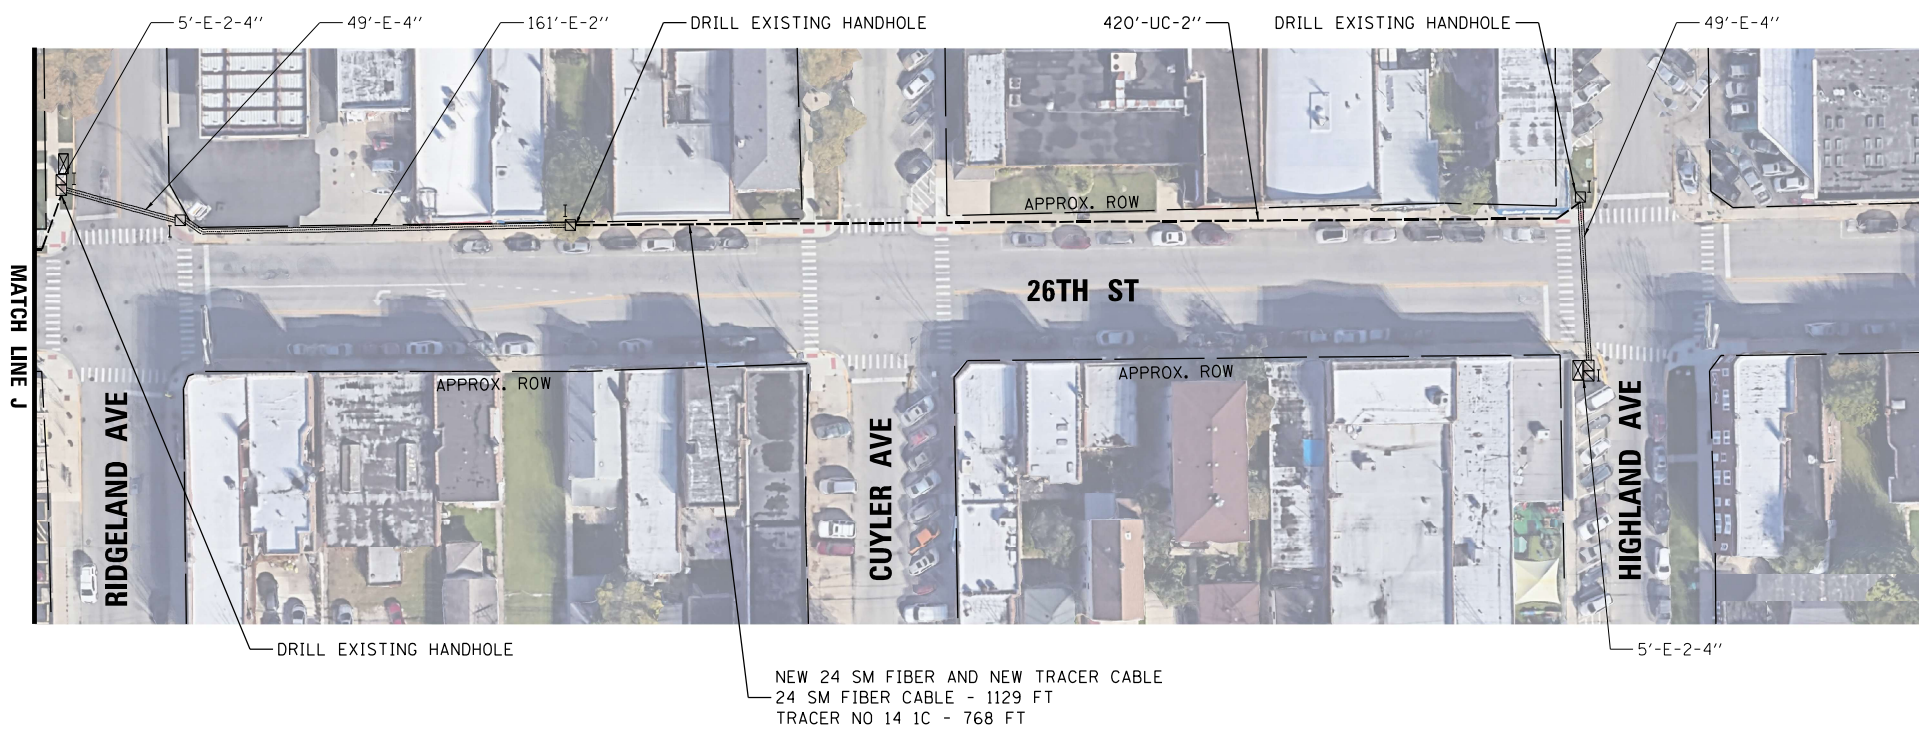 5'-E-2-4''
49'-E-4''
161'-E-2''
DRILL EXISTING HANDHOLE
420'-UC-2''
DRILL EXISTING HANDHOLE
49'-E-4''
APPROX. ROW
26TH ST
MATCH LINE J
APPROX. ROW
APPROX. ROW
RIDGELAND AVE
CUYLER AVE
HIGHLAND AVE
DRILL EXISTING HANDHOLE
5'-E-2-4''
NEW 24 SM FIBER AND NEW TRACER CABLE
24 SM FIBER CABLE - 1129 FT
TRACER NO 14 1C - 768 FT